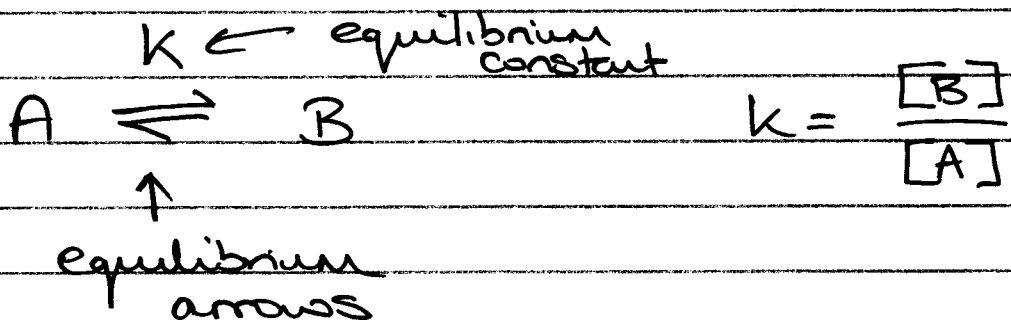 K ← equilibrium
constant
A ⇌ B K = [B]
[A]
↑
equilibrium
arrows